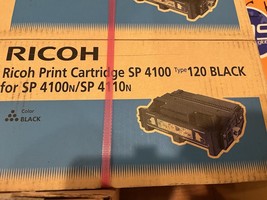 RICOH
Ricoh Print Cartridge SP 4100 Type 120 BLACK
for SP 4100N/SP 4110N
Color
BLACK